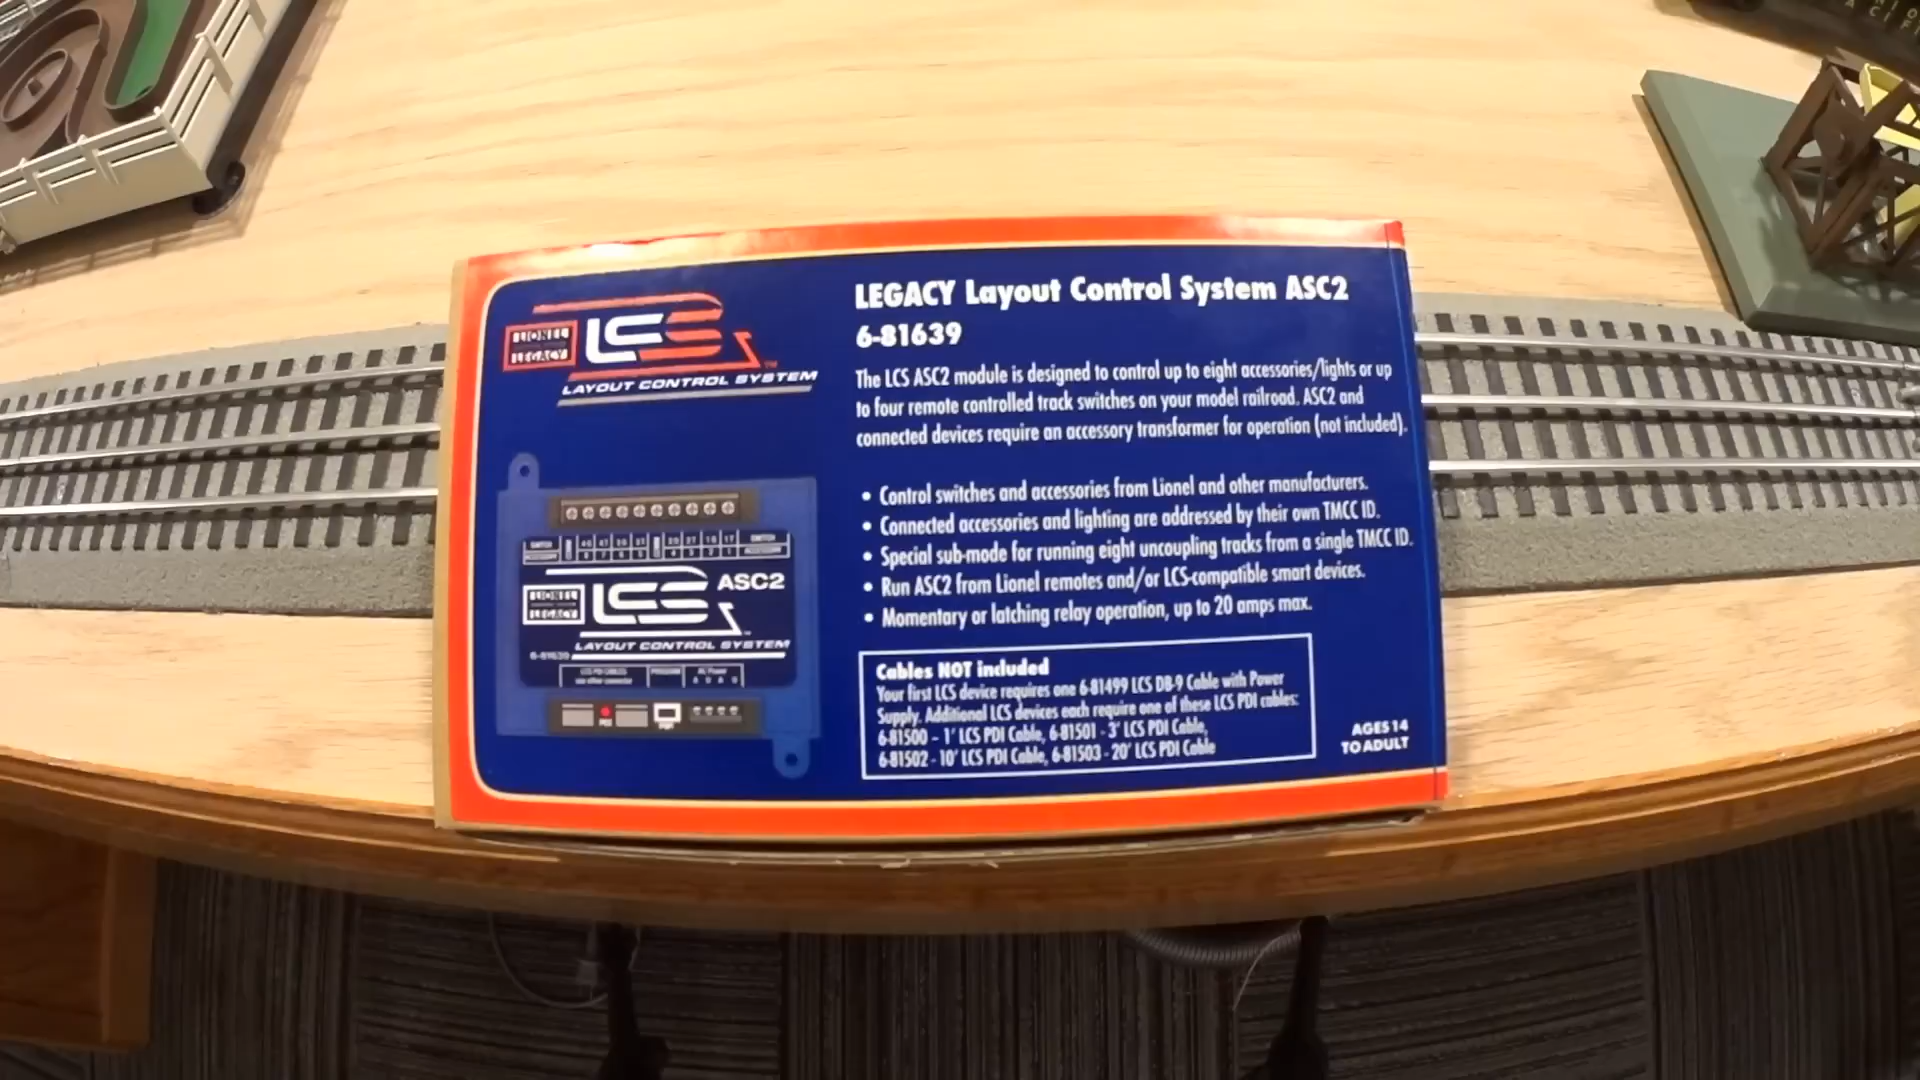 LIONEL
LEGACY
LCS
LAYOUT CONTROL SYSTEM
LEGACY Layout Control System ASC2
6-81639
The LCS ASC2 module is designed to control up to eight accessories/lights or up
to four remote controlled track switches on your model railroad. ASC2 and
connected devices require an accessory transformer for operation (not included).
• Control switches and accessories from Lionel and other manufacturers.
• Connected accessories and lighting are addressed by their own TMCC ID.
• Special sub-mode for running eight uncoupling tracks from a single TMCC ID.
• Run ASC2 from Lionel remotes and/or LCS-compatible smart devices.
• Momentary or latching relay operation, up to 20 amps max.
Cables NOT included
Your first LCS device requires one 6-81499 LCS DB-9 Cable with Power
Supply. Additional LCS devices each require one of these LCS PDI cables:
6-81500 - 1' LCS PDI Cable, 6-81501 - 3' LCS PDI Cable,
6-81502 - 10' LCS PDI Cable, 6-81503 - 20' LCS PDI Cable
AGES 14
TO ADULT
LIONEL
LEGACY
LCS
ASC2
LAYOUT CONTROL SYSTEM
6-81639